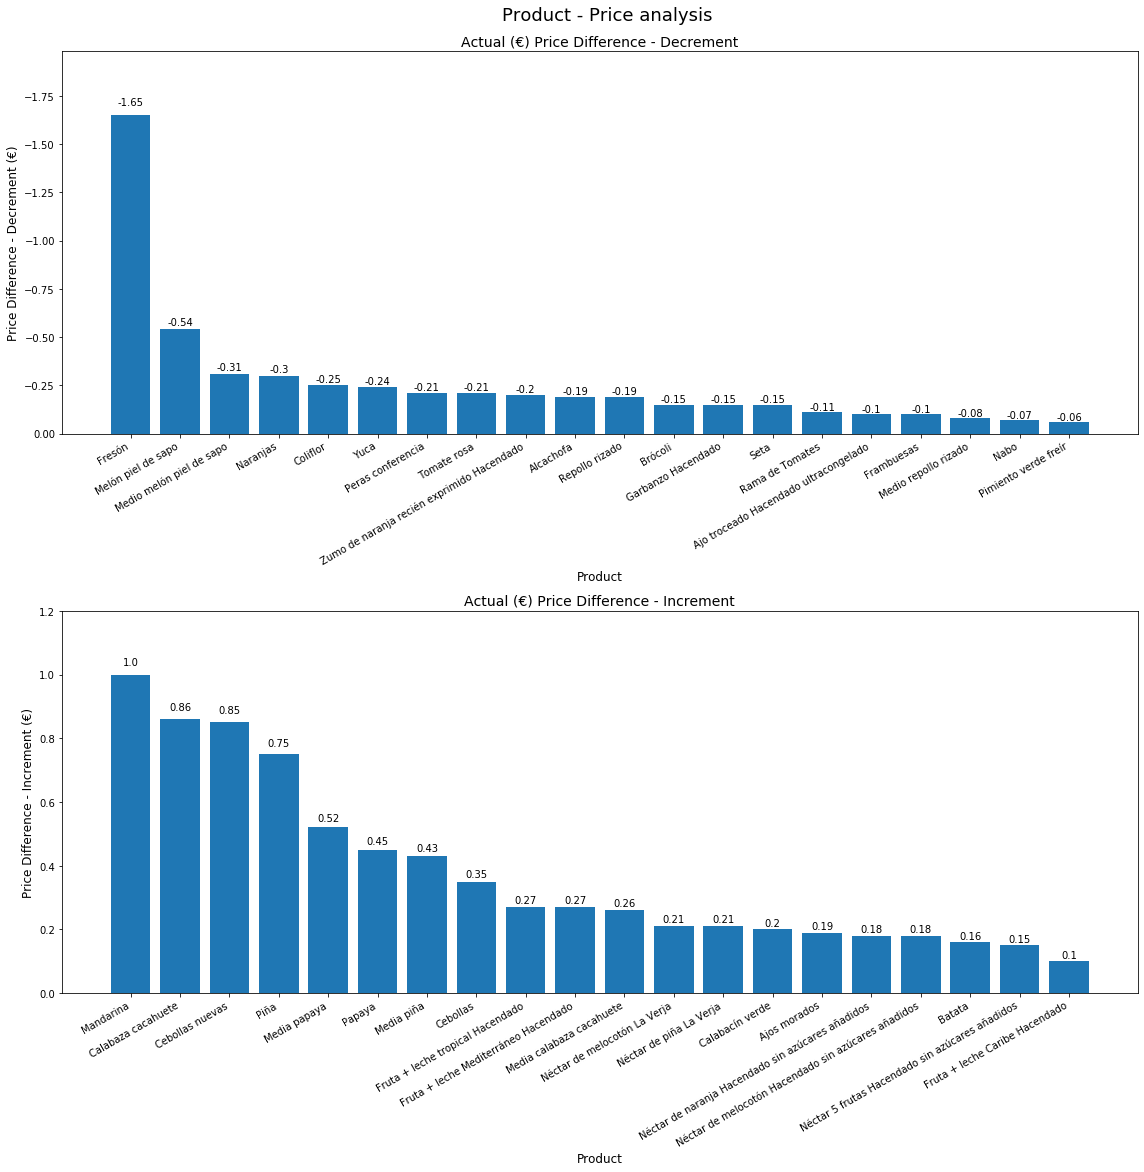 Product - Price analysis
Actual (€) Price Difference - Decrement
Price Difference - Decrement (€)
−1.75
−1.50
−1.25
−1.00
−0.75
−0.50
−0.25
0.00
-1.65
-0.54
-0.31
-0.3
-0.25
-0.24
-0.21
-0.21
-0.2
-0.19
-0.19
-0.15
-0.15
-0.15
-0.11
-0.1
-0.1
-0.08
-0.07
-0.06
Fresón
Melón piel de sapo
Medio melón piel de sapo
Naranjas
Coliflor
Yuca
Peras conferencia
Tomate rosa
Zumo de naranja recién exprimido Hacendado
Alcachofa
Repollo rizado
Brócoli
Garbanzo Hacendado
Seta
Rama de Tomates
Ajo troceado Hacendado ultracongelado
Frambuesas
Medio repollo rizado
Nabo
Pimiento verde freír
Product
Actual (€) Price Difference - Increment
Price Difference - Increment (€)
1.2
1.0
0.8
0.6
0.4
0.2
0.0
1.0
0.86
0.85
0.75
0.52
0.45
0.43
0.35
0.27
0.27
0.26
0.21
0.21
0.2
0.19
0.18
0.18
0.16
0.15
0.1
Mandarina
Calabaza cacahuete
Cebollas nuevas
Piña
Media papaya
Papaya
Media piña
Cebollas
Fruta + leche tropical Hacendado
Fruta + leche Mediterráneo Hacendado
Media calabaza cacahuete
Néctar de melocotón La Verja
Néctar de piña La Verja
Calabacín verde
Ajos morados
Néctar de naranja Hacendado sin azúcares añadidos
Néctar de melocotón Hacendado sin azúcares añadidos
Batata
Néctar 5 frutas Hacendado sin azúcares añadidos
Fruta + leche Caribe Hacendado
Product